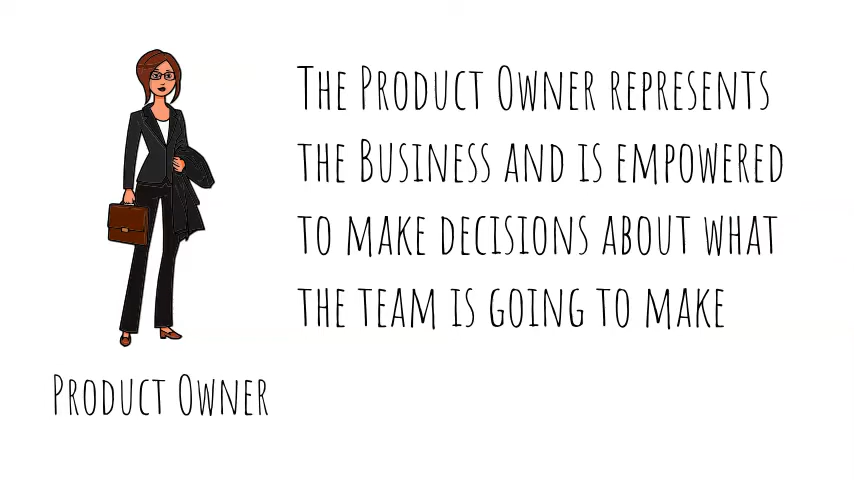 The Product Owner represents
the Business and is empowered
to make decisions about what
the team is going to make
Product Owner